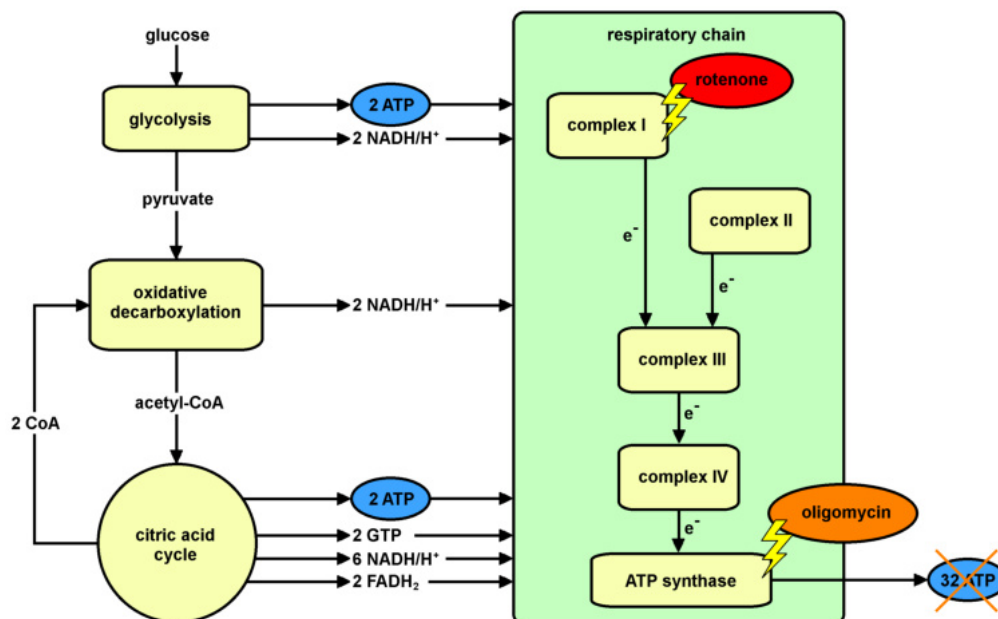 glucose
respiratory chain
rotenone
glycolysis
2 ATP
complex I
2 NADH/H⁺
pyruvate
complex II
e⁻
e⁻
oxidative
decarboxylation
2 NADH/H⁺
complex III
acetyl-CoA
2 CoA
e⁻
complex IV
2 ATP
oligomycin
citric acid
cycle
2 GTP
e⁻
6 NADH/H⁺
2 FADH₂
ATP synthase
32 ATP